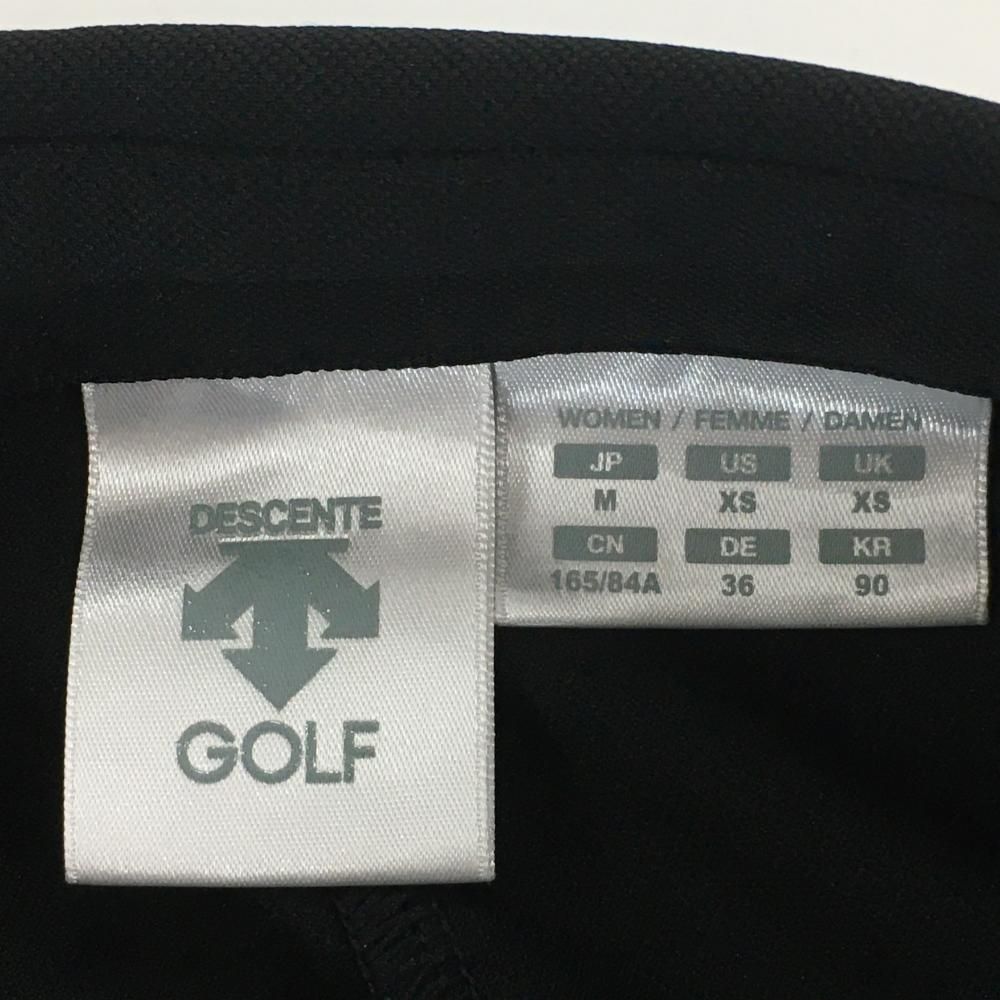 DESCENTE
GOLF
WOMEN / FEMME / DAMEN
JP US UK
M XS XS
CN DE KR
165/84A 36 90